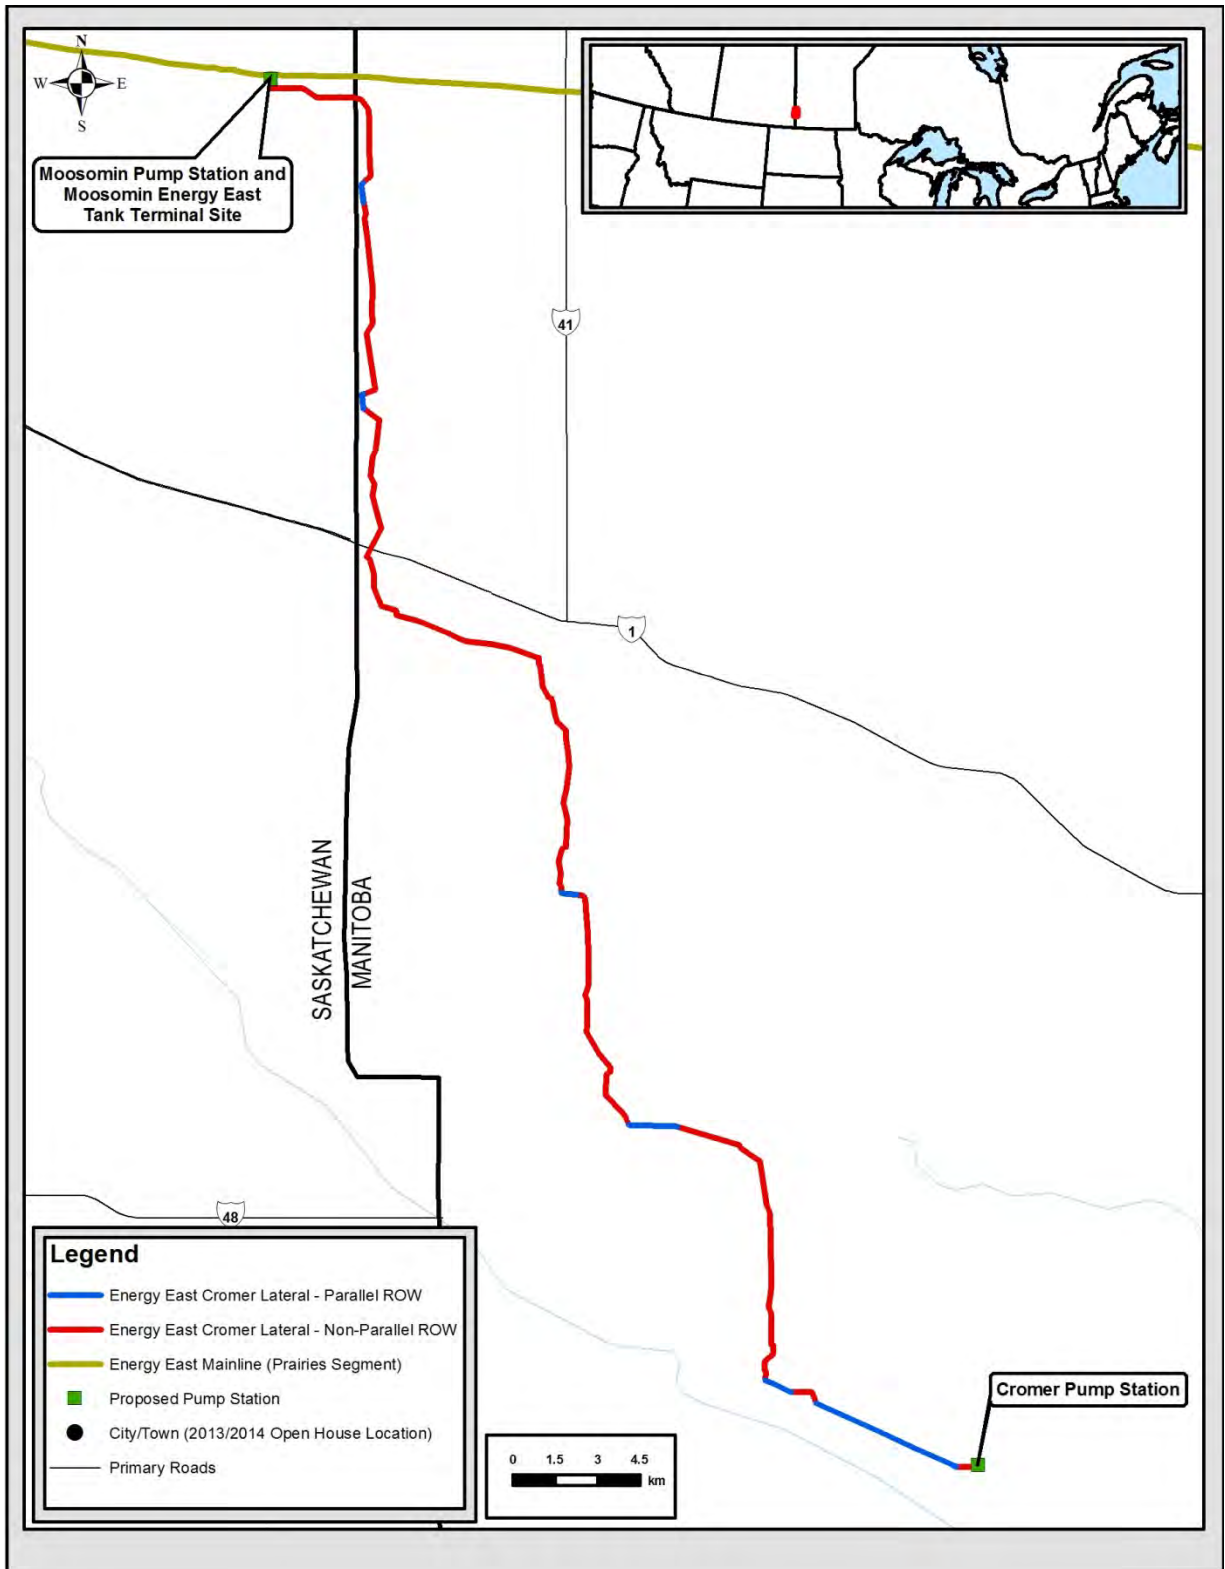 N
W
E
S
Moosomin Pump Station and
Moosomin Energy East
Tank Terminal Site
41
1
SASKATCHEWAN
MANITOBA
48
Legend
Energy East Cromer Lateral - Parallel ROW
Energy East Cromer Lateral - Non-Parallel ROW
Energy East Mainline (Prairies Segment)
Proposed Pump Station
City/Town (2013/2014 Open House Location)
Primary Roads
0 1.5 3 4.5
km
Cromer Pump Station